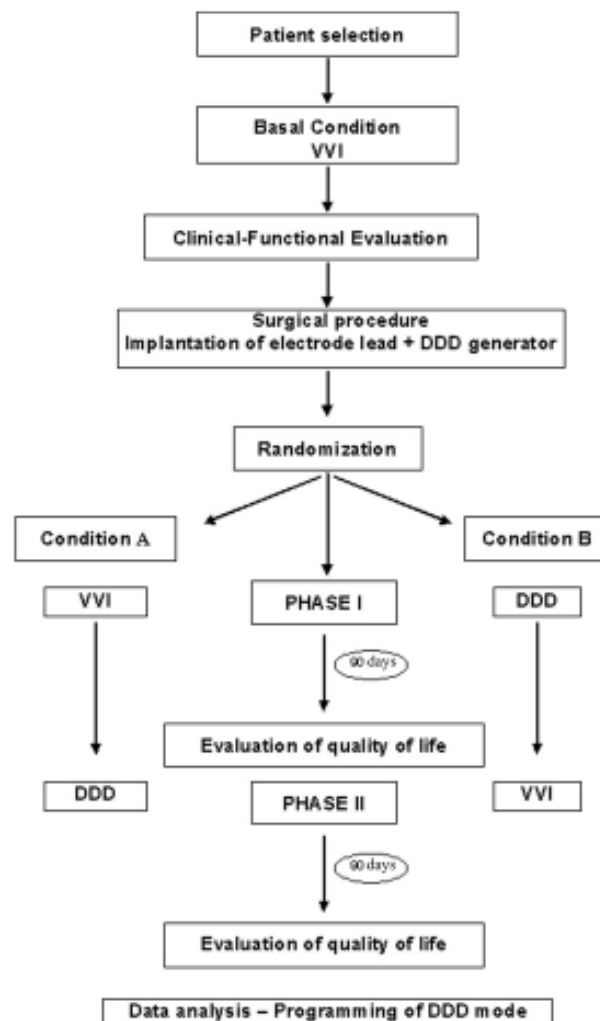 Patient selection
Basal Condition
VVI
Clinical-Functional Evaluation
Surgical procedure
Implantation of electrode lead + DDD generator
Randomization
Condition A
Condition B
VVI
PHASE I
DDD
90 days
Evaluation of quality of life
DDD
PHASE II
VVI
90 days
Evaluation of quality of life
Data analysis – Programming of DDD mode